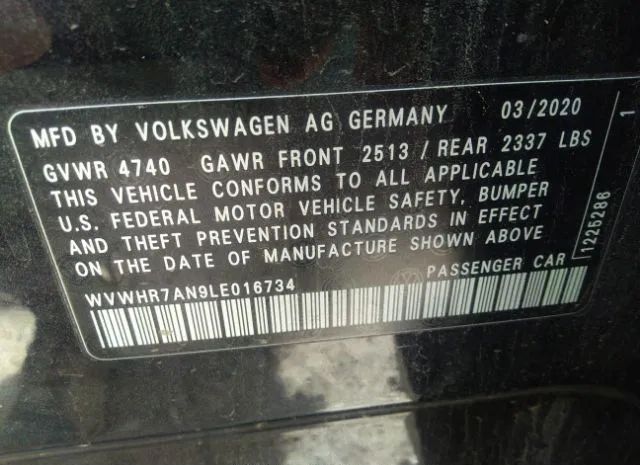 MFD BY VOLKSWAGEN AG GERMANY 03/2020
GVWR 4740 GAWR FRONT 2513 / REAR 2337 LBS
THIS VEHICLE CONFORMS TO ALL APPLICABLE
U.S. FEDERAL MOTOR VEHICLE SAFETY, BUMPER
AND THEFT PREVENTION STANDARDS IN EFFECT
ON THE DATE OF MANUFACTURE SHOWN ABOVE
WVWHR7AN9LE016734 PASSENGER CAR
1226286
1